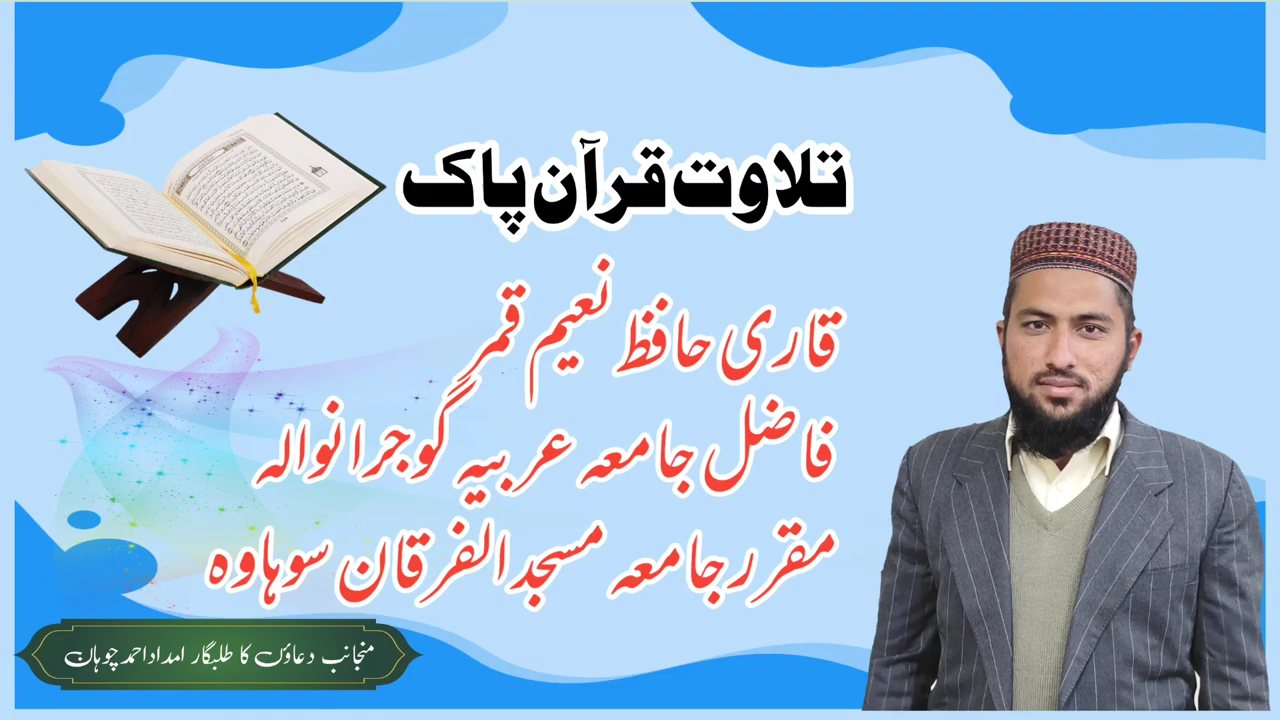 تلاوت قرآن پاک
قاری حافظ نعیم قمر
فاضل جامعہ عربیہ گوجرانوالہ
مقرر جامعہ مسجد الفرقان سوہاوہ
منجانب دعاؤں کا طلبگار امداد احمد چوہان